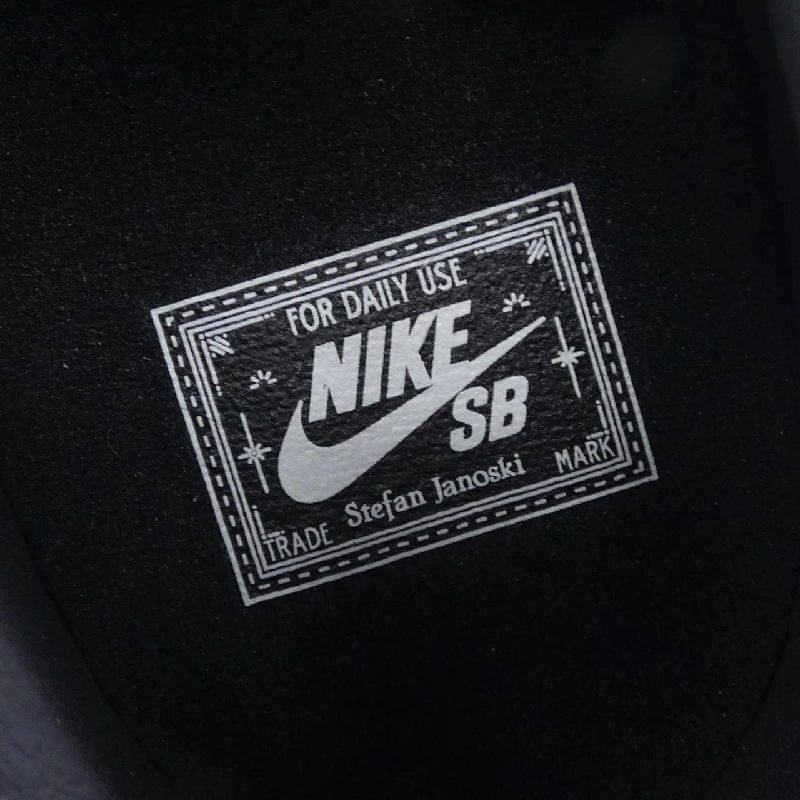 FOR DAILY USE
NIKE
SB
TRADE Stefan Janoski MARK